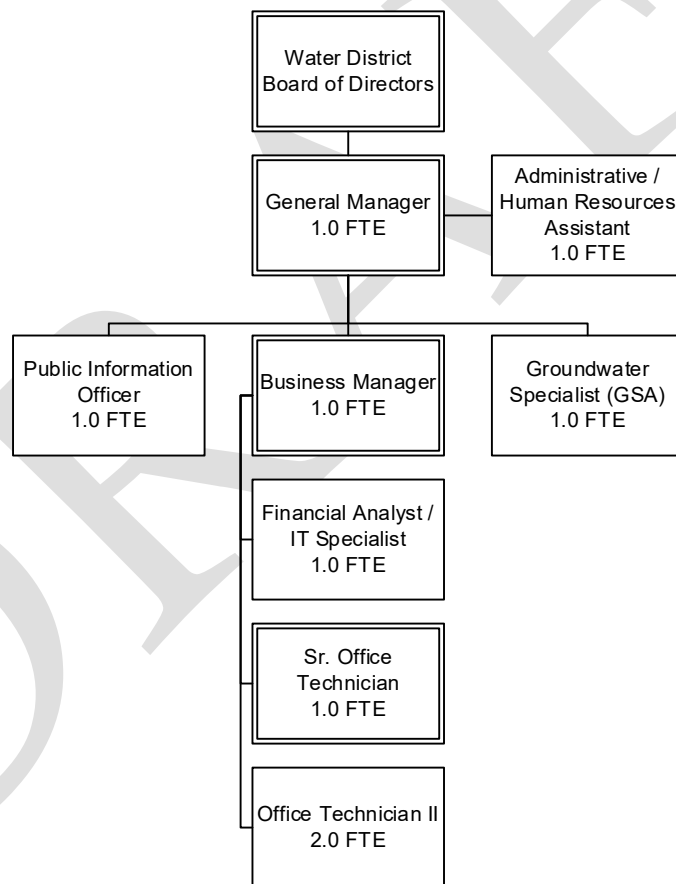 Water District
Board of Directors
General Manager
1.0 FTE
Administrative /
Human Resources
Assistant
1.0 FTE
Public Information
Officer
1.0 FTE
Business Manager
1.0 FTE
Groundwater
Specialist (GSA)
1.0 FTE
Financial Analyst /
IT Specialist
1.0 FTE
Sr. Office
Technician
1.0 FTE
Office Technician II
2.0 FTE